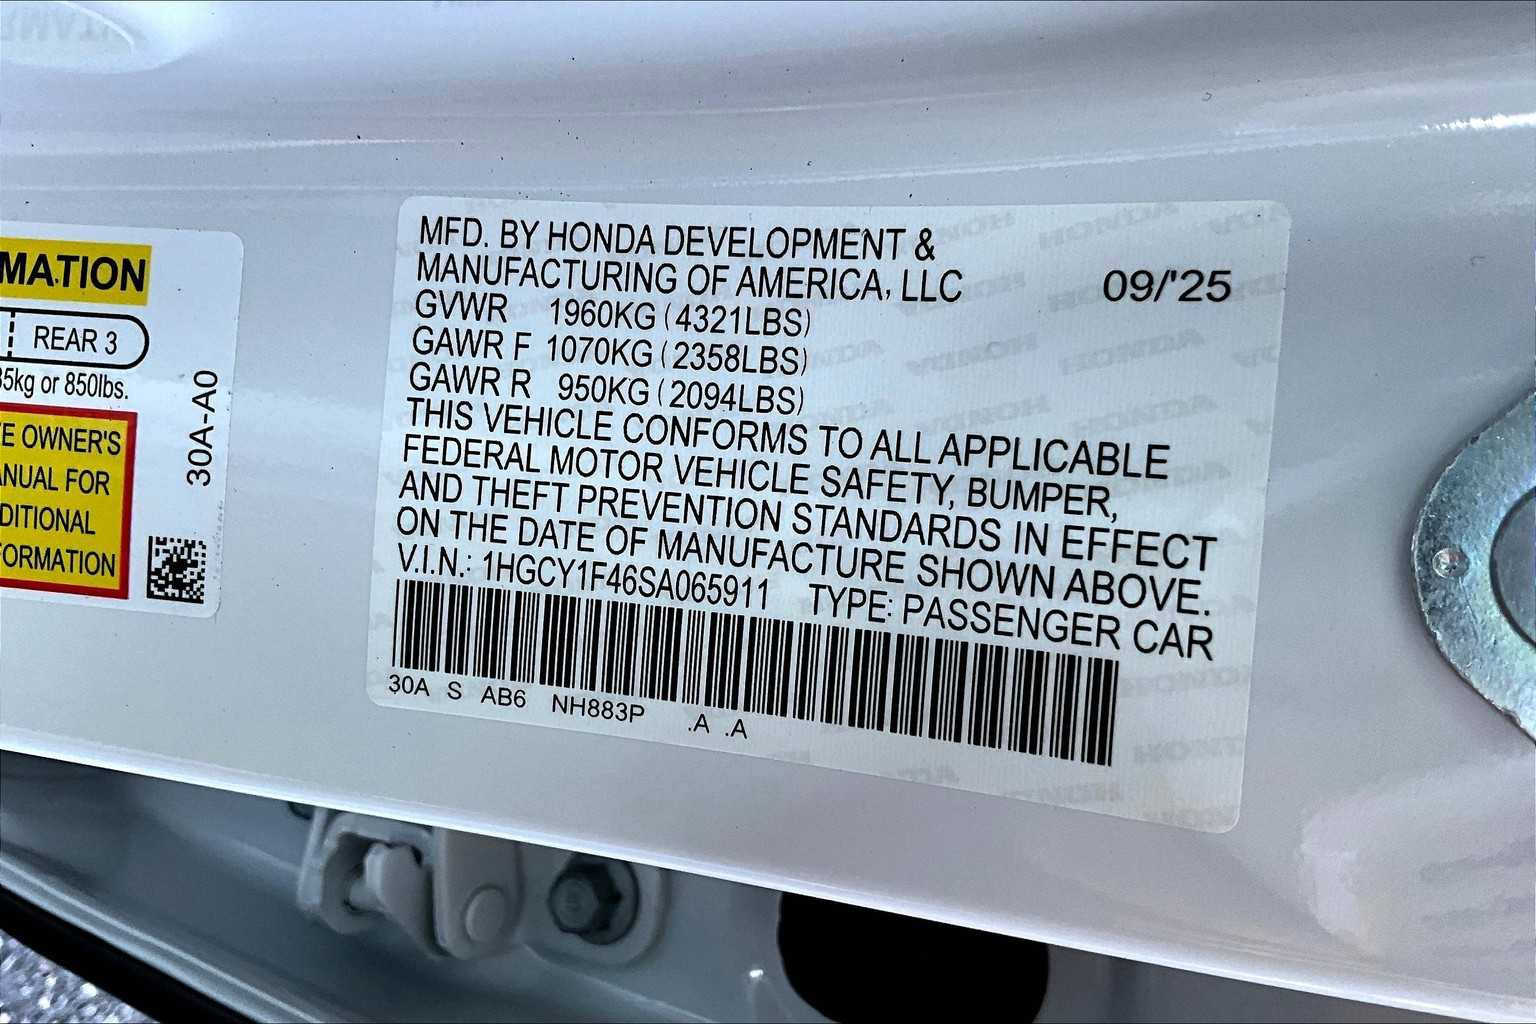 MATION
REAR 3
35kg or 850lbs.
E OWNER'S
ANUAL FOR
DITIONAL
FORMATION
30A-A0
MFD. BY HONDA DEVELOPMENT &
MANUFACTURING OF AMERICA, LLC 09/'25
GVWR 1960KG (4321LBS)
GAWR F 1070KG (2358LBS)
GAWR R 950KG (2094LBS)
THIS VEHICLE CONFORMS TO ALL APPLICABLE
FEDERAL MOTOR VEHICLE SAFETY, BUMPER,
AND THEFT PREVENTION STANDARDS IN EFFECT
ON THE DATE OF MANUFACTURE SHOWN ABOVE.
V.I.N.: 1HGCY1F46SA065911 TYPE: PASSENGER CAR
30A S AB6 NH883P .A .A